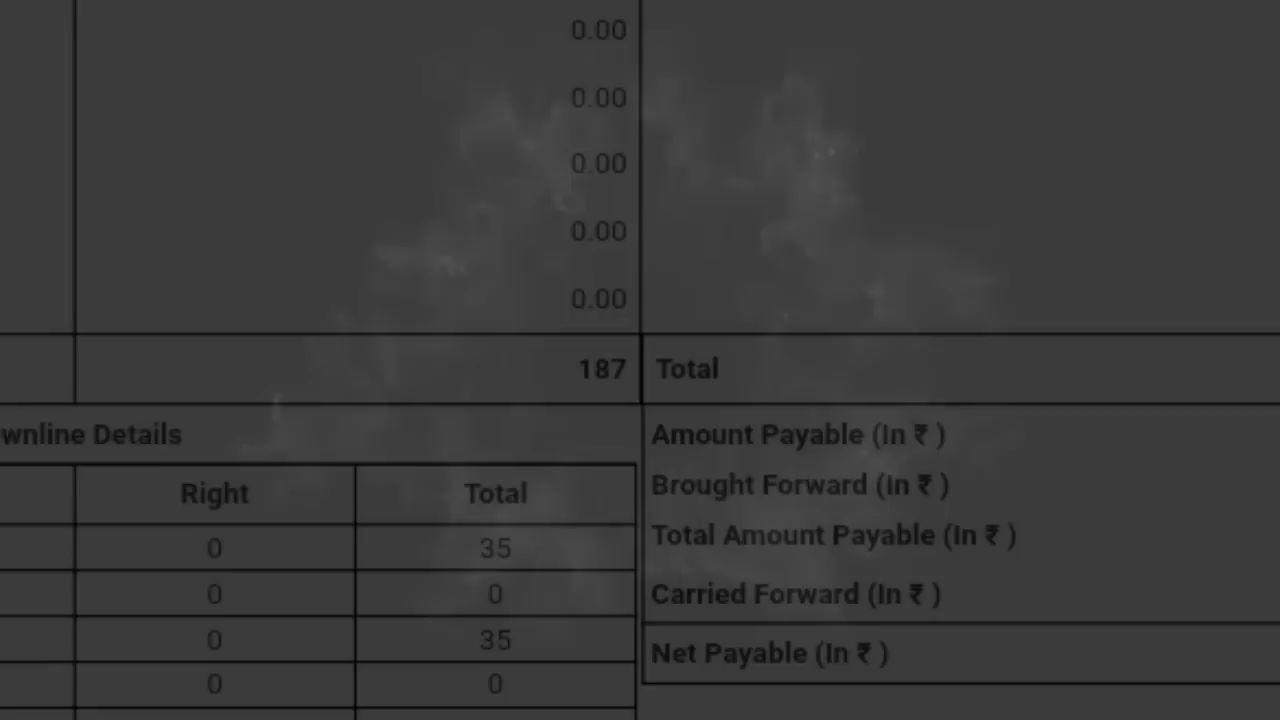 0.00
0.00
0.00
0.00
0.00
187 Total
wnline Details
Right Total
0 35
0 0
0 35
0 0
Amount Payable (In ₹ )
Brought Forward (In ₹ )
Total Amount Payable (In ₹ )
Carried Forward (In ₹ )
Net Payable (In ₹ )